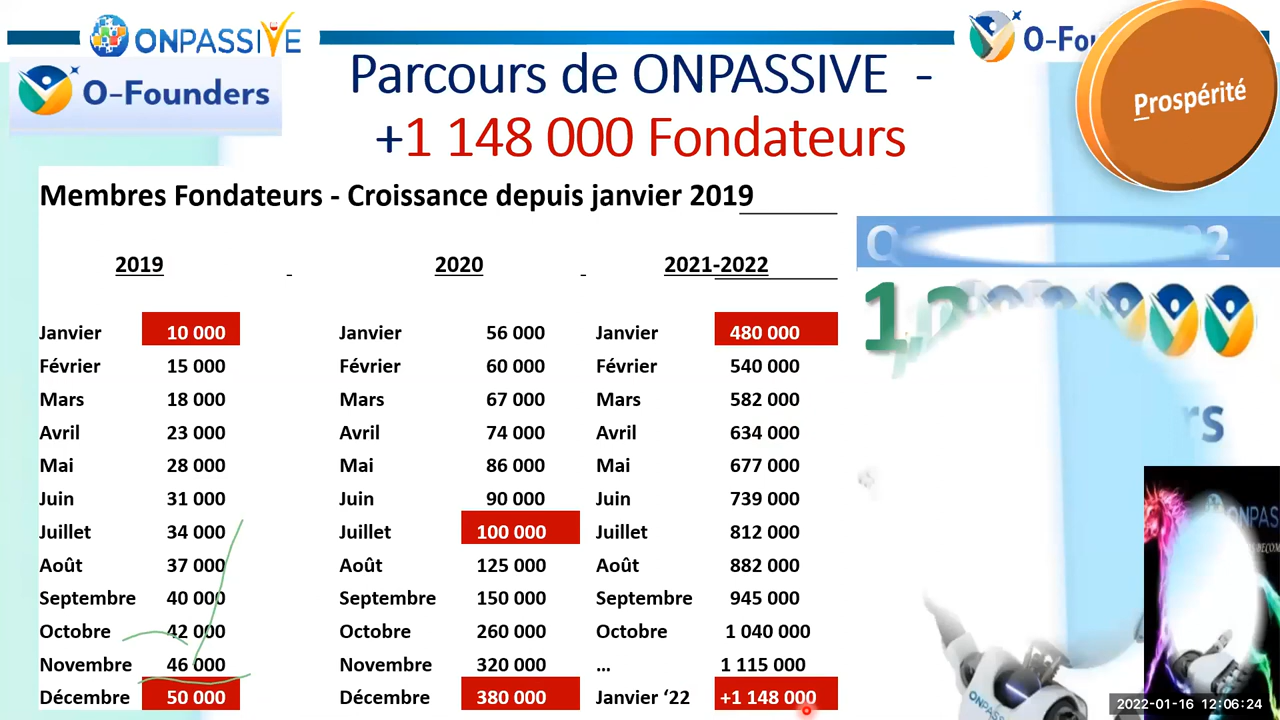 ONPASSIVE
O-Founders
O-Fou
Prospérité
Parcours de ONPASSIVE -
+1 148 000 Fondateurs
Membres Fondateurs - Croissance depuis janvier 2019
2019 - 2020 - 2021-2022
Janvier 10 000 Janvier 56 000 Janvier 480 000
Février 15 000 Février 60 000 Février 540 000
Mars 18 000 Mars 67 000 Mars 582 000
Avril 23 000 Avril 74 000 Avril 634 000
Mai 28 000 Mai 86 000 Mai 677 000
Juin 31 000 Juin 90 000 Juin 739 000
Juillet 34 000 Juillet 100 000 Juillet 812 000
Août 37 000 Août 125 000 Août 882 000
Septembre 40 000 Septembre 150 000 Septembre 945 000
Octobre 42 000 Octobre 260 000 Octobre 1 040 000
Novembre 46 000 Novembre 320 000 ... 1 115 000
Décembre 50 000 Décembre 380 000 Janvier ‘22 +1 148 000
ONPAS
2022-01-16 12:06:24